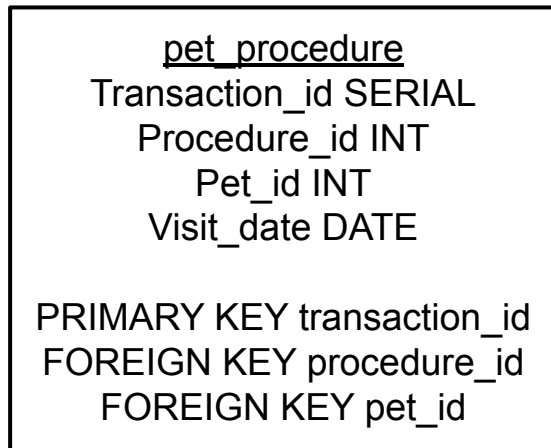 pet_procedure
Transaction_id SERIAL
Procedure_id INT
Pet_id INT
Visit_date DATE
PRIMARY KEY transaction_id
FOREIGN KEY procedure_id
FOREIGN KEY pet_id